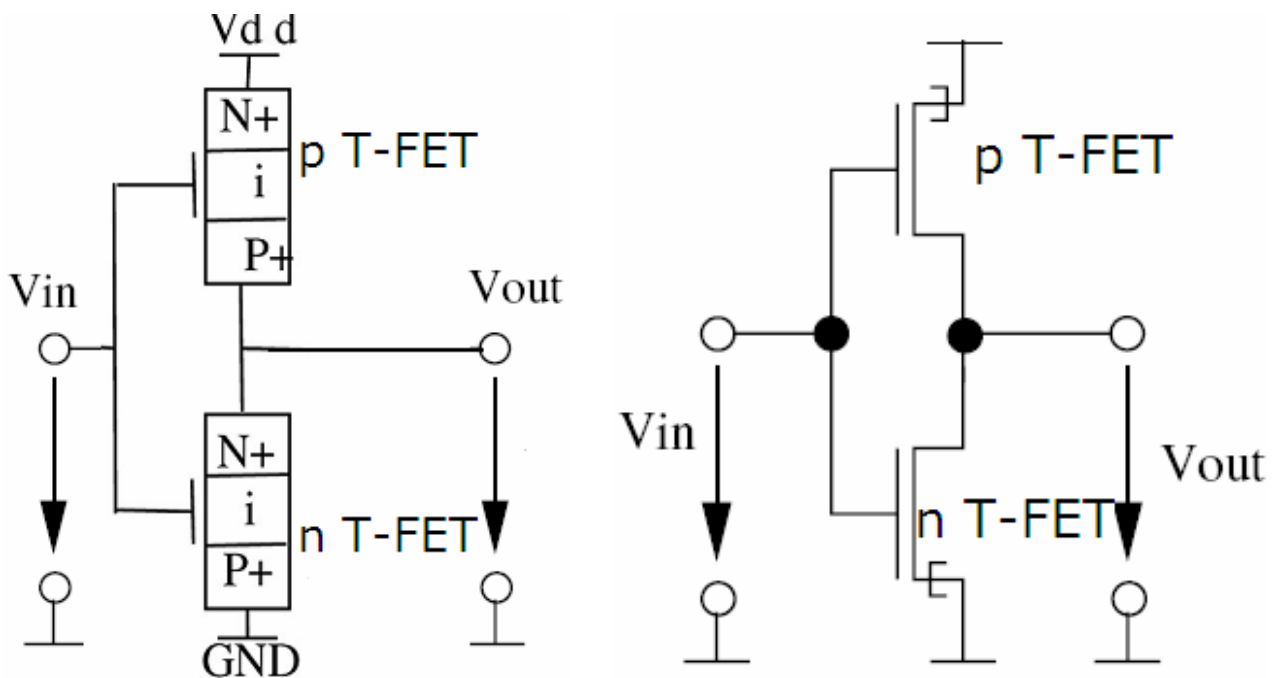 Vd d
N+
p T-FET
i
P+
Vin
Vout
N+
i
n T-FET
P+
GND
p T-FET
Vin
n T-FET
Vout